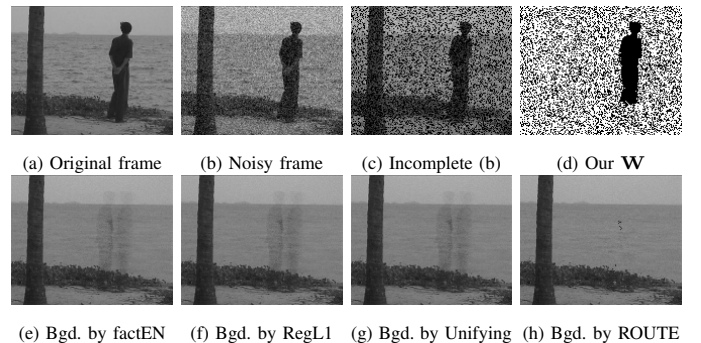 (a) Original frame (b) Noisy frame (c) Incomplete (b) (d) Our W
(e) Bgd. by factEN (f) Bgd. by RegL1 (g) Bgd. by Unifying (h) Bgd. by ROUTE